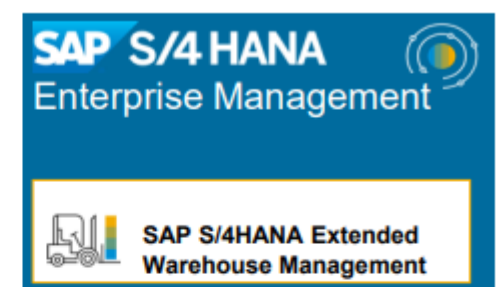 SAP S/4 HANA
Enterprise Management
SAP S/4HANA Extended
Warehouse Management